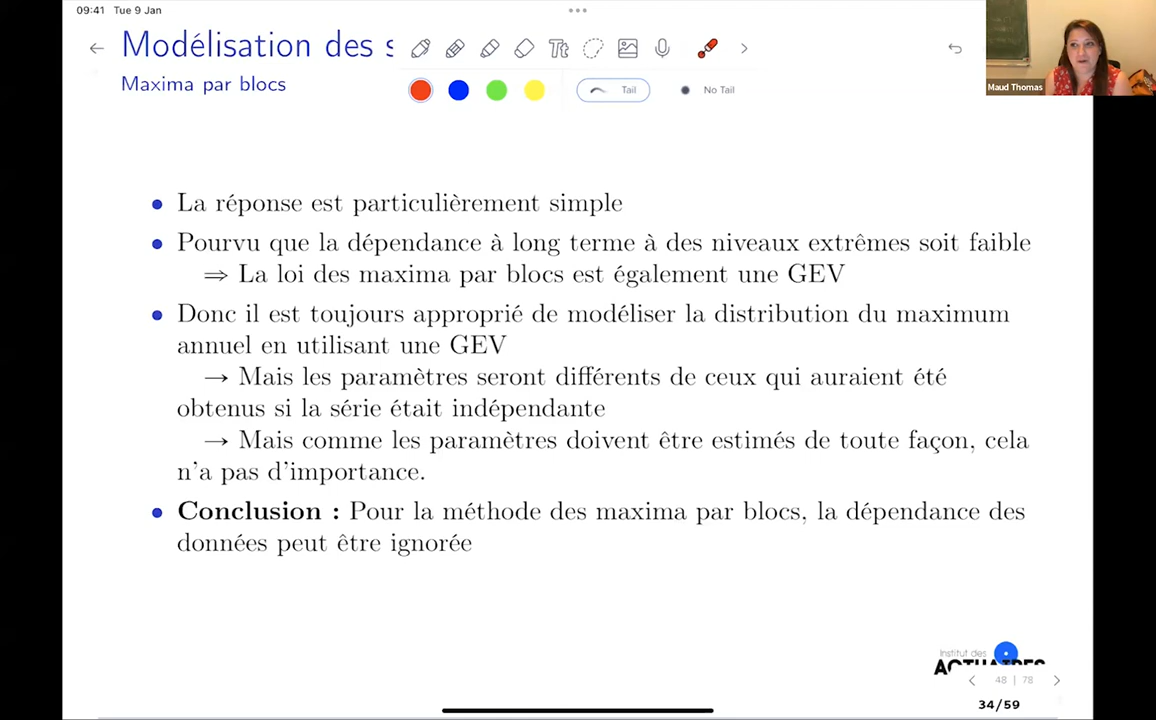 09:41 Tue 9 Jan
Modélisation des s
Maxima par blocs
Tt
Tail
No Tail
Maud Thomas
• La réponse est particulièrement simple
• Pourvu que la dépendance à long terme à des niveaux extrêmes soit faible
⇒ La loi des maxima par blocs est également une GEV
• Donc il est toujours approprié de modéliser la distribution du maximum
annuel en utilisant une GEV
→ Mais les paramètres seront différents de ceux qui auraient été
obtenus si la série était indépendante
→ Mais comme les paramètres doivent être estimés de toute façon, cela
n'a pas d'importance.
• Conclusion : Pour la méthode des maxima par blocs, la dépendance des
données peut être ignorée
Institut des
ACTUAIRES
48 | 78
34/59